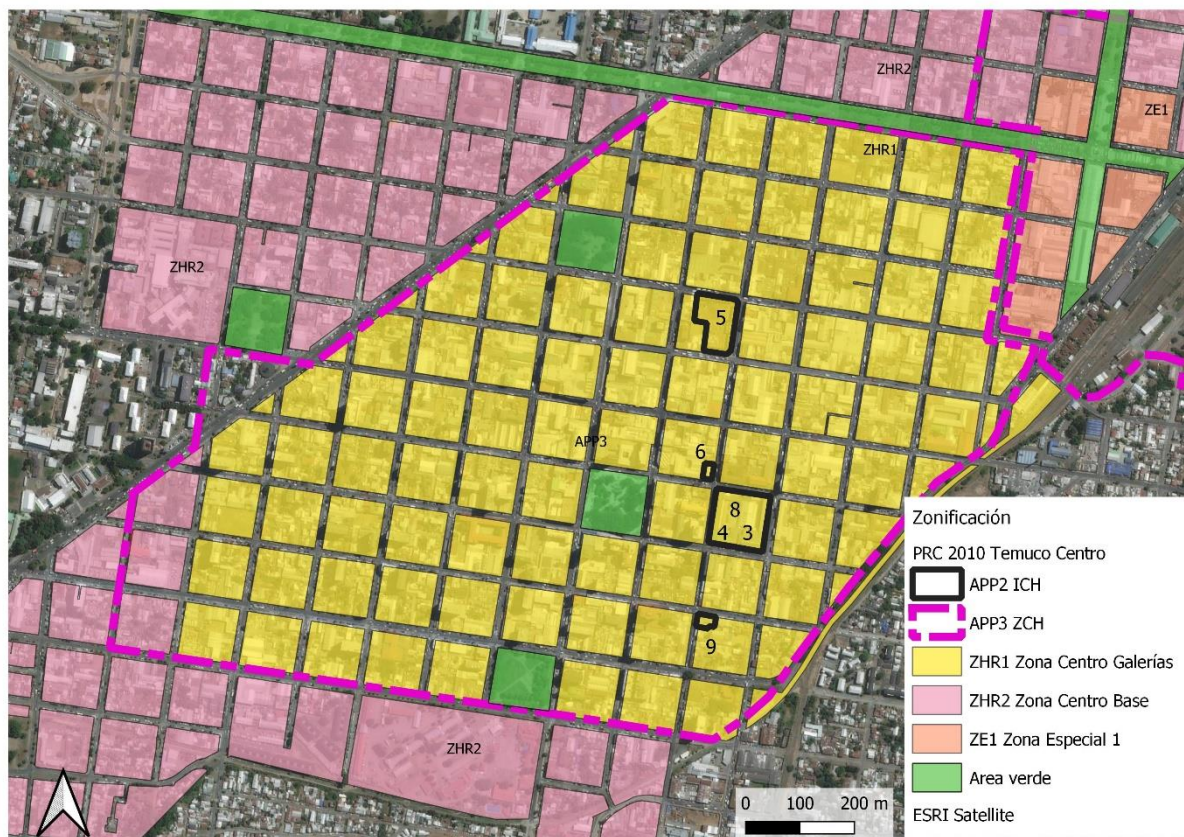 ZHR2
ZE1
ZHR1
ZHR2
5
APP3
6
8
4 3
9
ZHR2
Zonificación
PRC 2010 Temuco Centro
APP2 ICH
APP3 ZCH
ZHR1 Zona Centro Galerías
ZHR2 Zona Centro Base
ZE1 Zona Especial 1
Area verde
ESRI Satellite
0 100 200 m